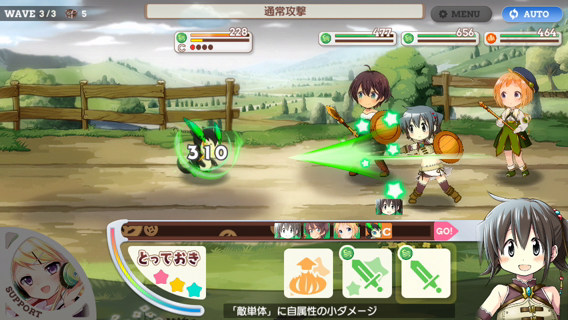 WAVE 3/3 5
通常攻撃
MENU
AUTO
228
C
477
656
464
310
C
GO!
とっておき
SUPPORT
「敵単体」に自属性の小ダメージ